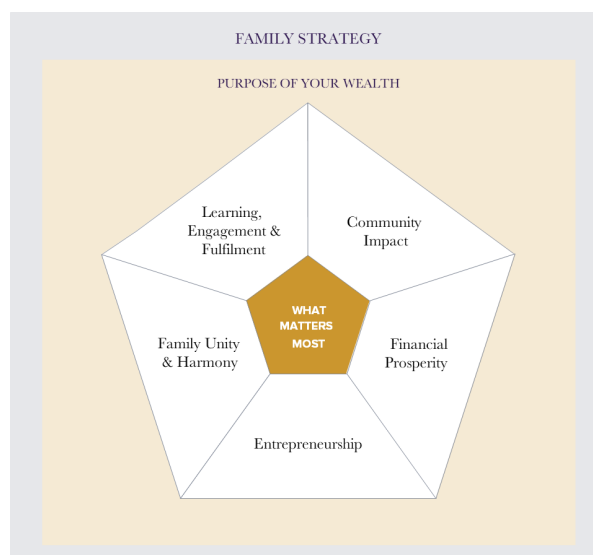 FAMILY STRATEGY
PURPOSE OF YOUR WEALTH
Learning,
Engagement &
Fulfilment
Community
Impact
WHAT
MATTERS
MOST
Family Unity
& Harmony
Financial
Prosperity
Entrepreneurship